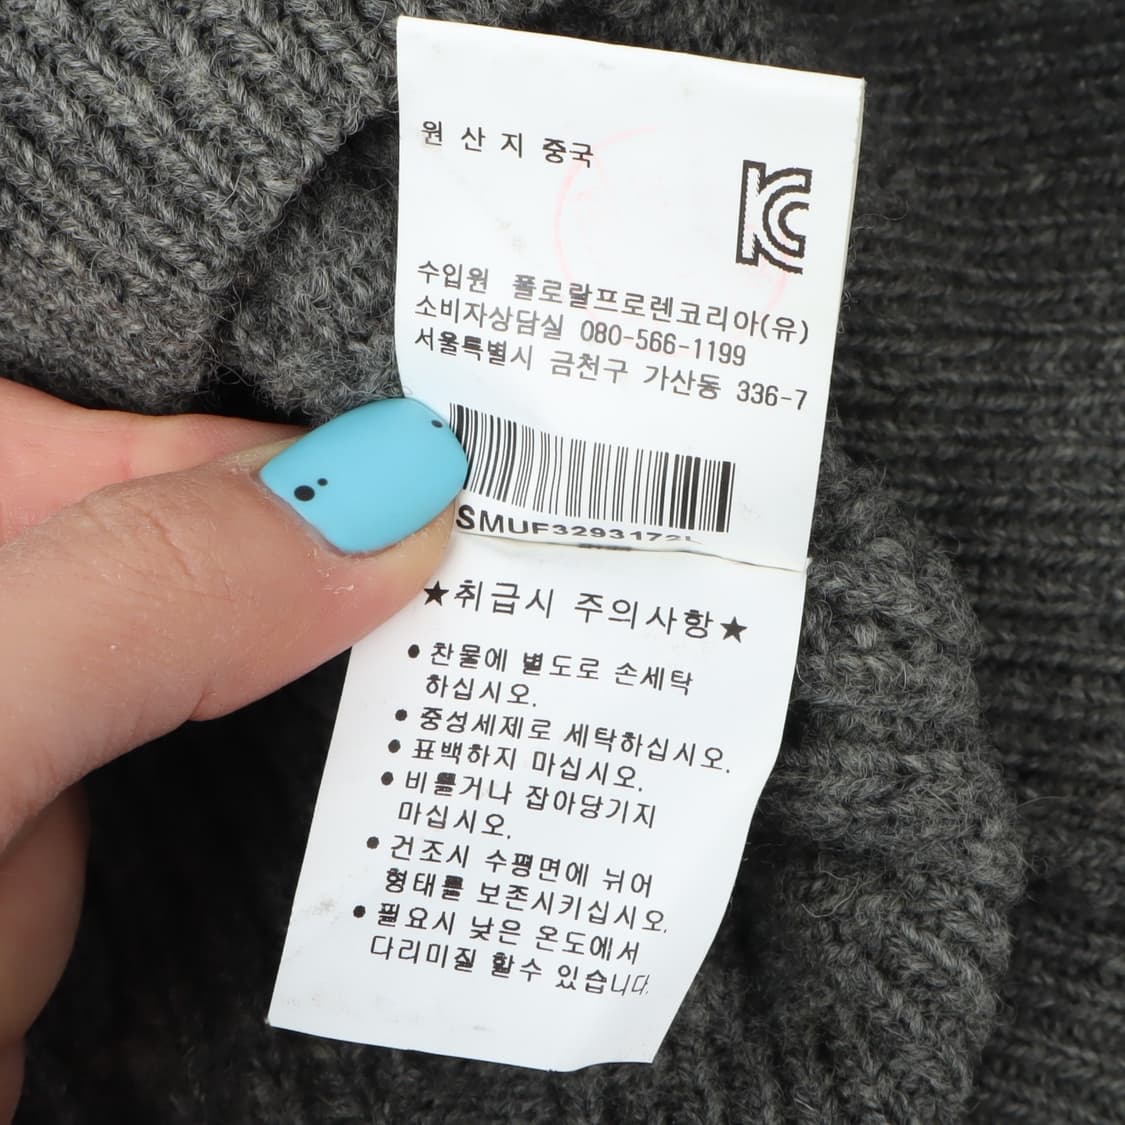 원 산 지 중국
KC
수입원 폴로랄프로렌코리아(유)
소비자상담실 080-566-1199
서울특별시 금천구 가산동 336-7
SMUF3293172L
★취급시 주의사항★
● 찬물에 별도로 손세탁
하십시오.
● 중성세제로 세탁하십시오.
● 표백하지 마십시오.
● 비틀거나 잡아당기지
마십시오.
● 건조시 수평면에 뉘어
형태를 보존시키십시오.
● 필요시 낮은 온도에서
다리미질 할수 있습니다.